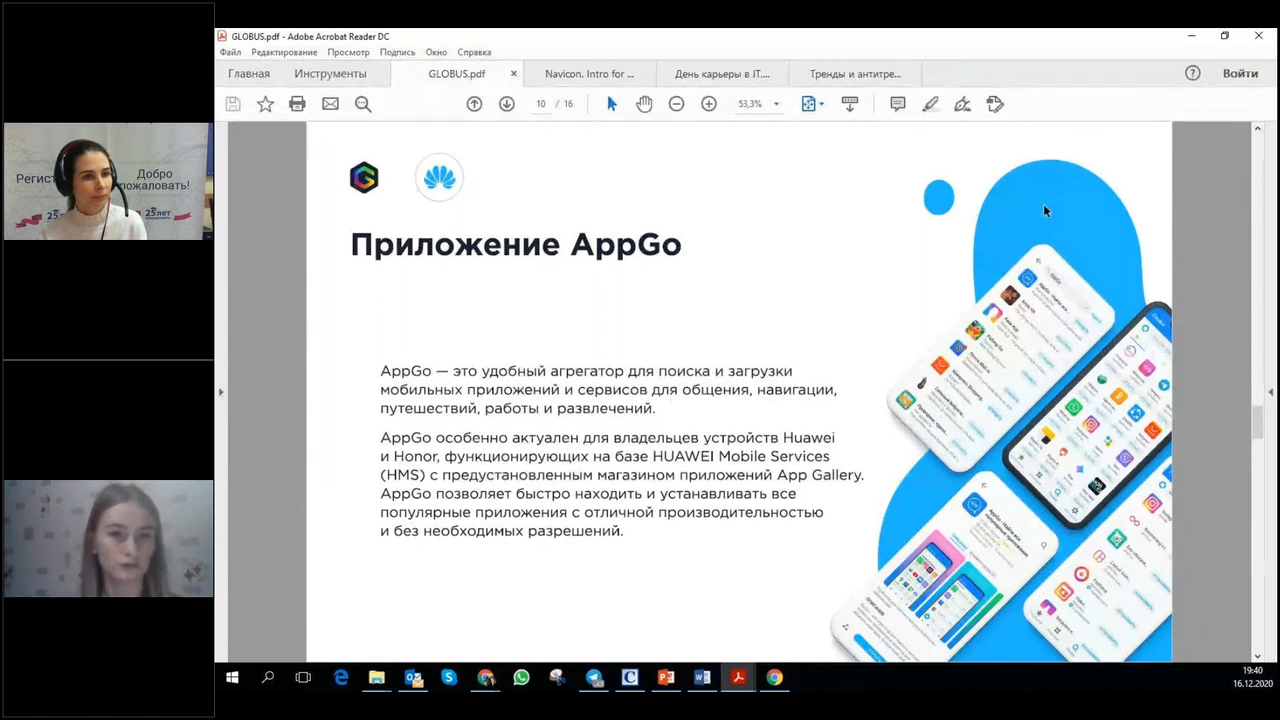 GLOBUS.pdf - Adobe Acrobat Reader DC
Файл Редактирование Просмотр Подпись Окно Справка
Главная Инструменты GLOBUS.pdf × Navicon. Intro for ... День карьеры в IT,... Тренды и антитре... Войти
10 / 16 53,3%
Добро
пожаловать!
25 лет
Приложение AppGo
AppGo — это удобный агрегатор для поиска и загрузки
мобильных приложений и сервисов для общения, навигации,
путешествий, работы и развлечений.
AppGo особенно актуален для владельцев устройств Huawei
и Honor, функционирующих на базе HUAWEI Mobile Services
(HMS) с предустановленным магазином приложений App Gallery.
AppGo позволяет быстро находить и устанавливать все
популярные приложения с отличной производительностью
и без необходимых разрешений.
19:40
16.12.2020